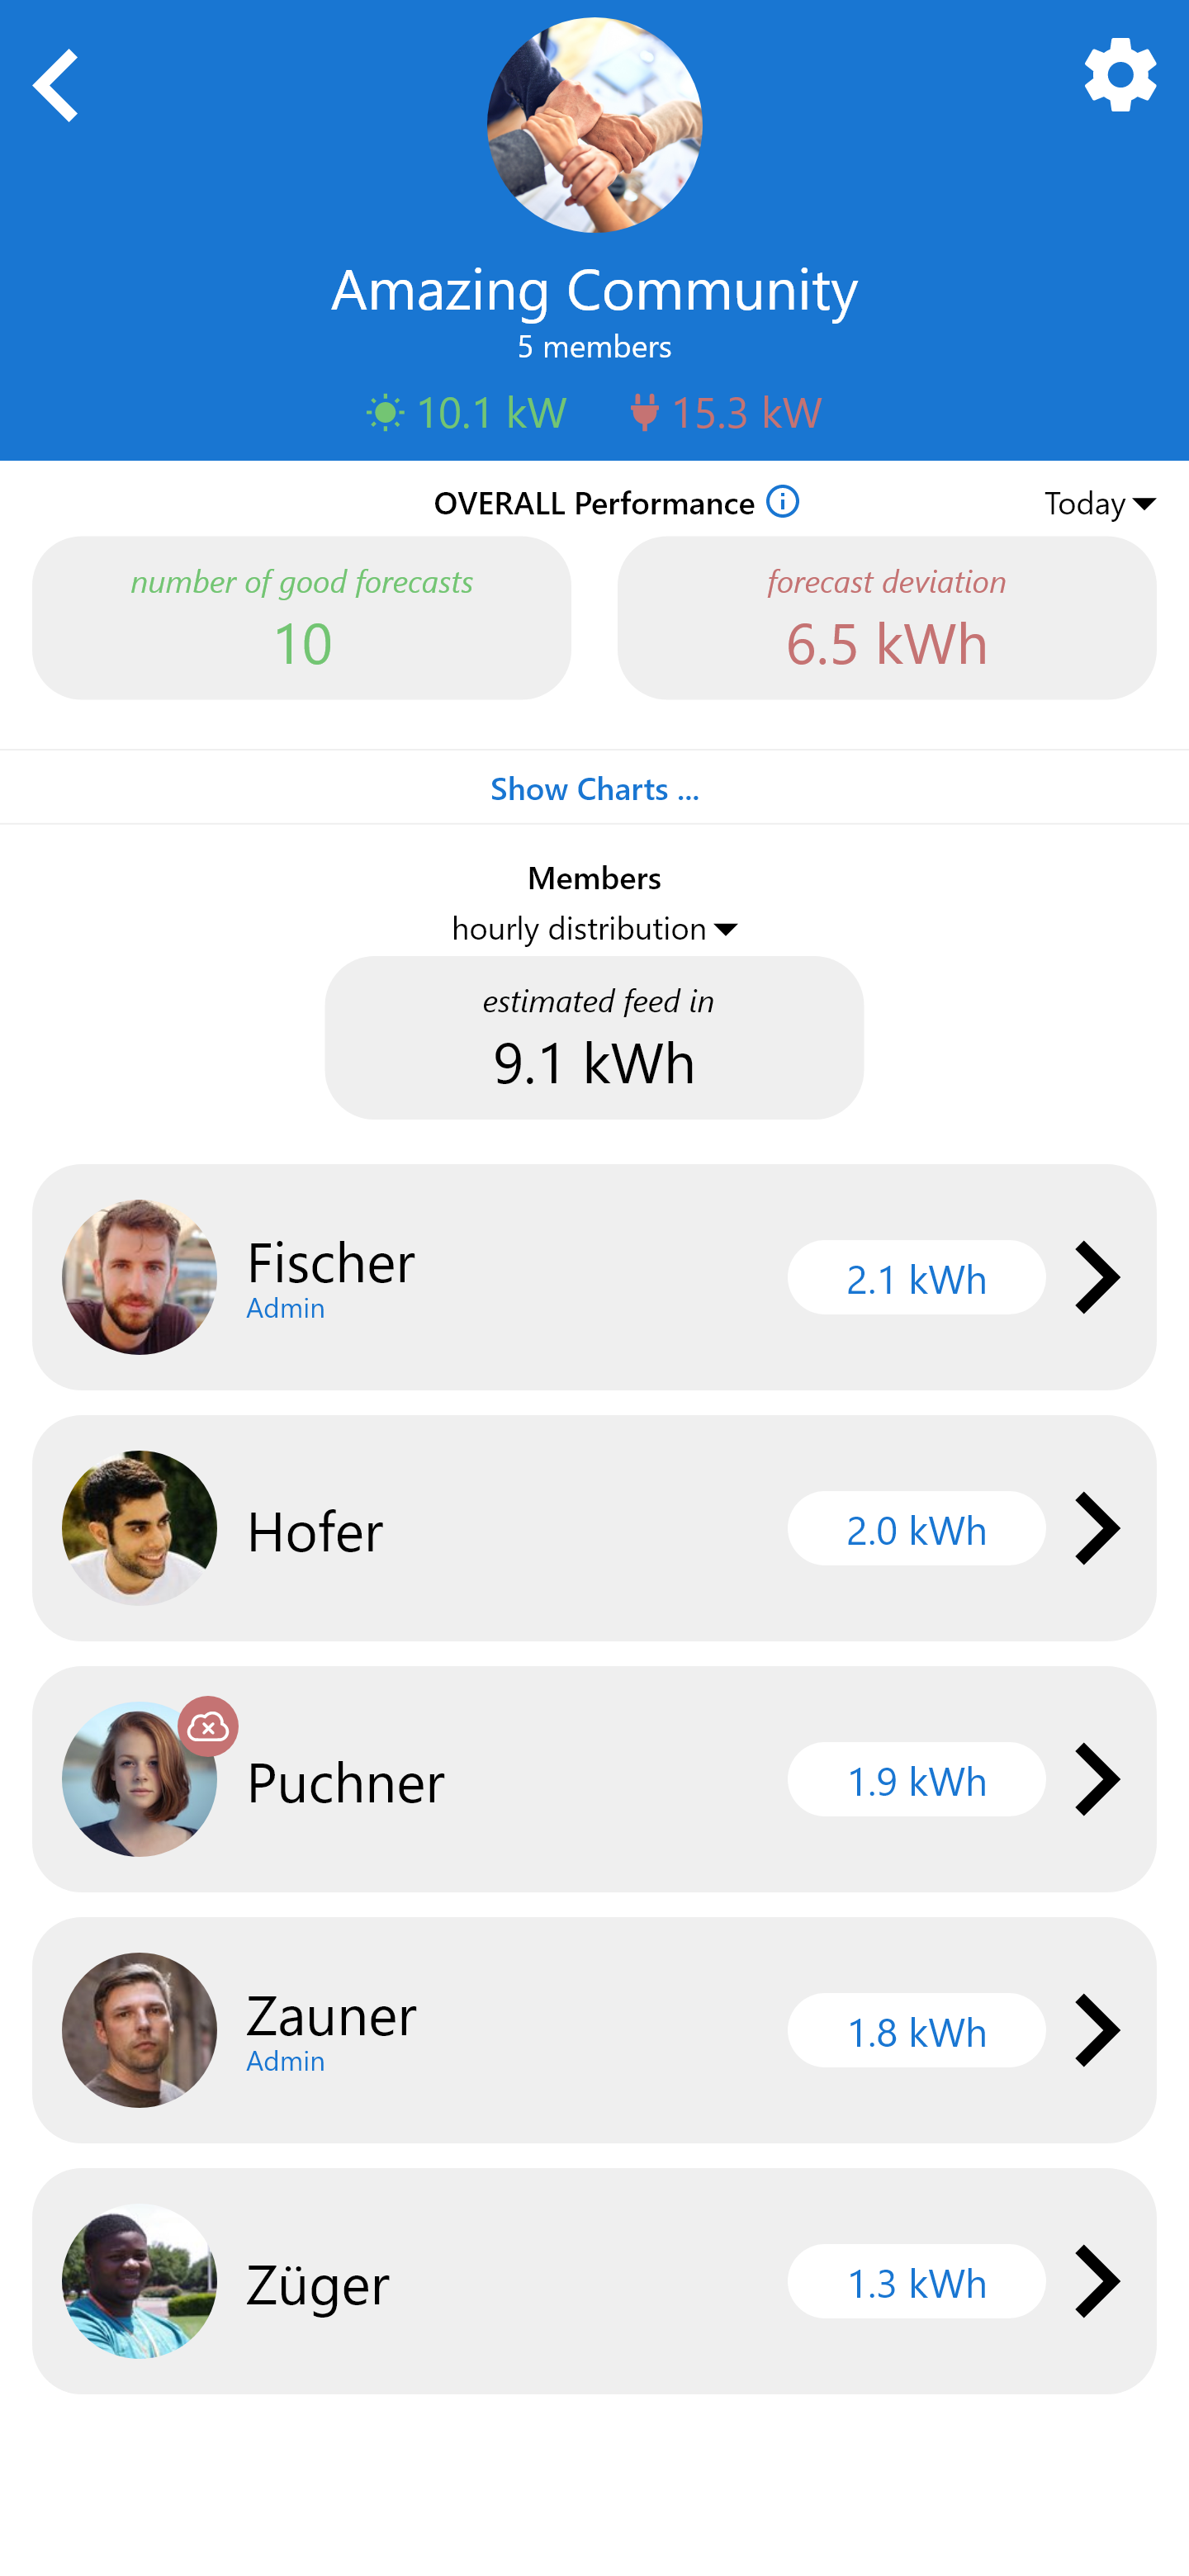 Amazing Community
5 members
10.1 kW 15.3 kW
OVERALL Performance Today
number of good forecasts forecast deviation
10 6.5 kWh
Show Charts ...
Members
hourly distribution
estimated feed in
9.1 kWh
Fischer
Admin
2.1 kWh
Hofer
2.0 kWh
Puchner
1.9 kWh
Zauner
Admin
1.8 kWh
Züger
1.3 kWh